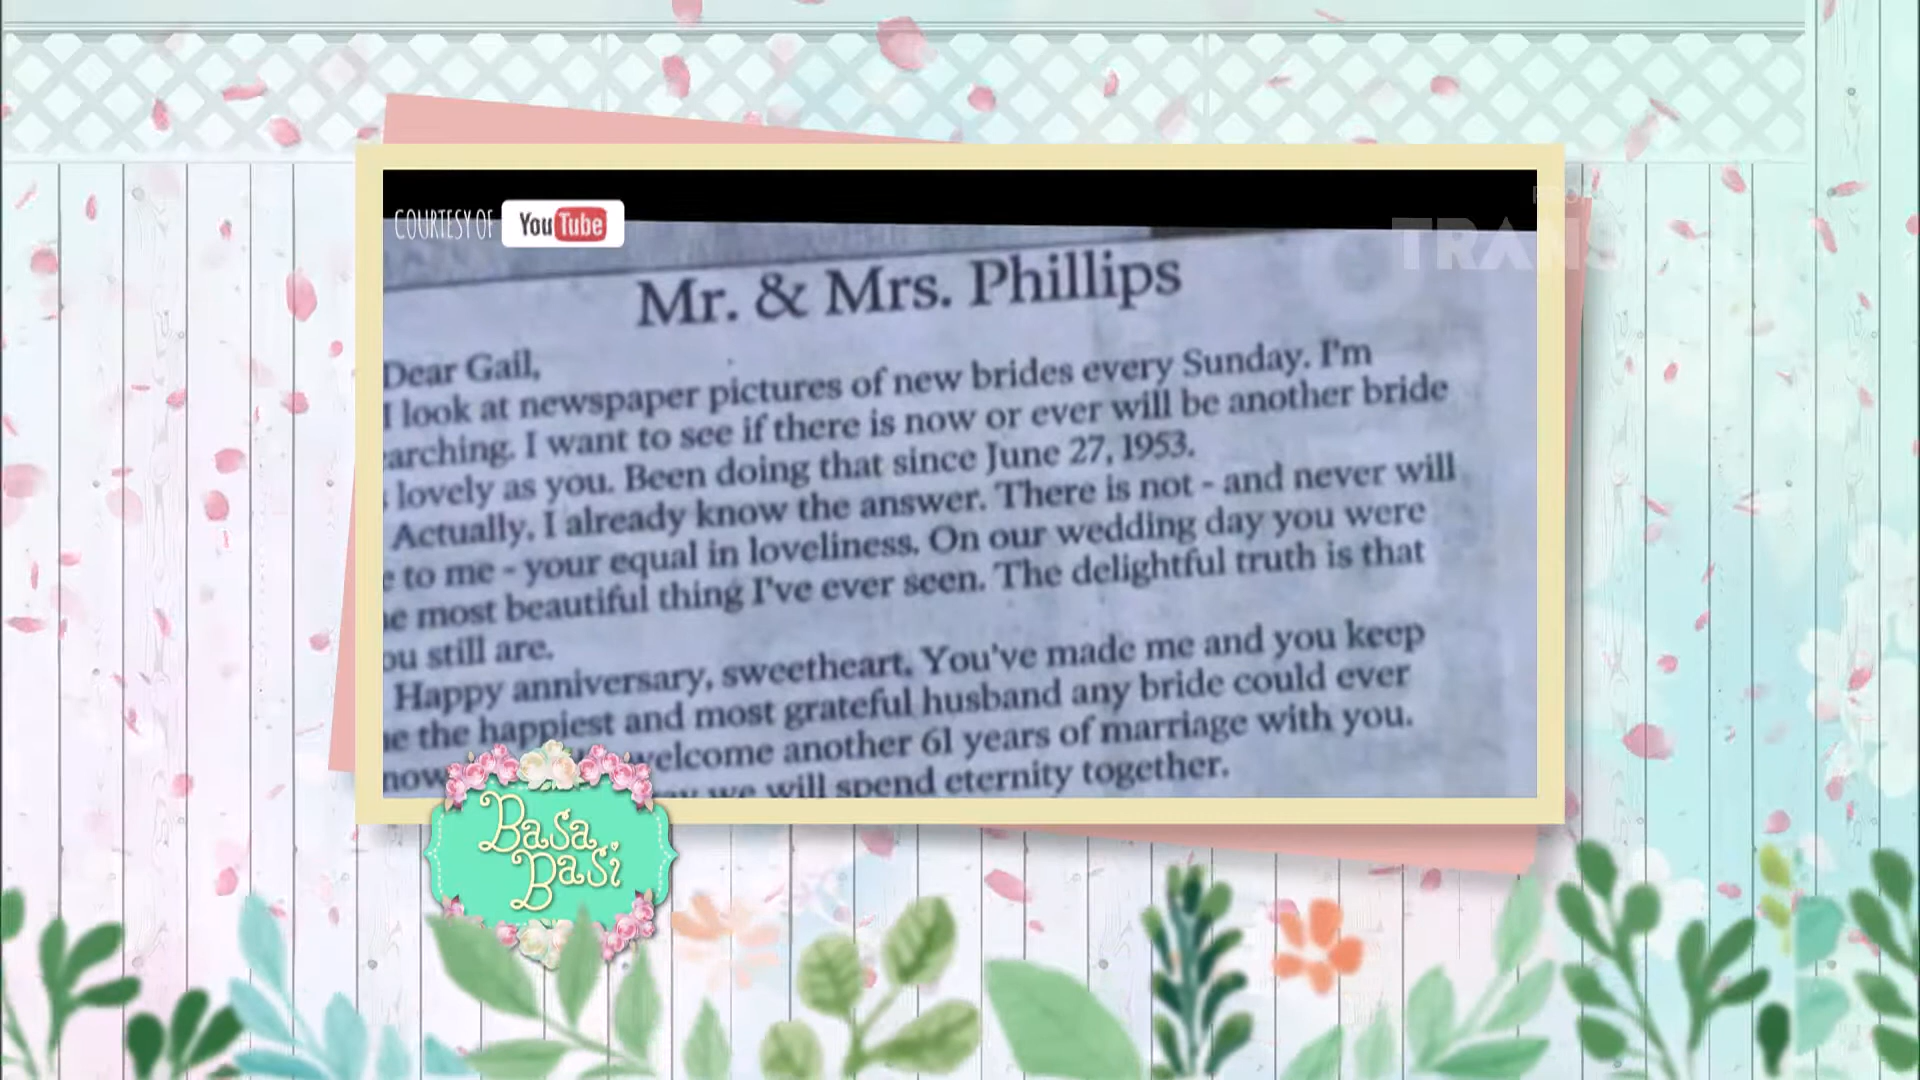 COURTESY OF YouTube
TRANS
Mr. & Mrs. Phillips
Dear Gail,
I look at newspaper pictures of new brides every Sunday. I'm
arching. I want to see if there is now or ever will be another bride
lovely as you. Been doing that since June 27, 1953.
Actually, I already know the answer. There is not - and never will
e to me - your equal in loveliness. On our wedding day you were
e most beautiful thing I've ever seen. The delightful truth is that
ou still are.
Happy anniversary, sweetheart. You've made me and you keep
e the happiest and most grateful husband any bride could ever
now welcome another 61 years of marriage with you.
we will spend eternity together.
Basa
Basi